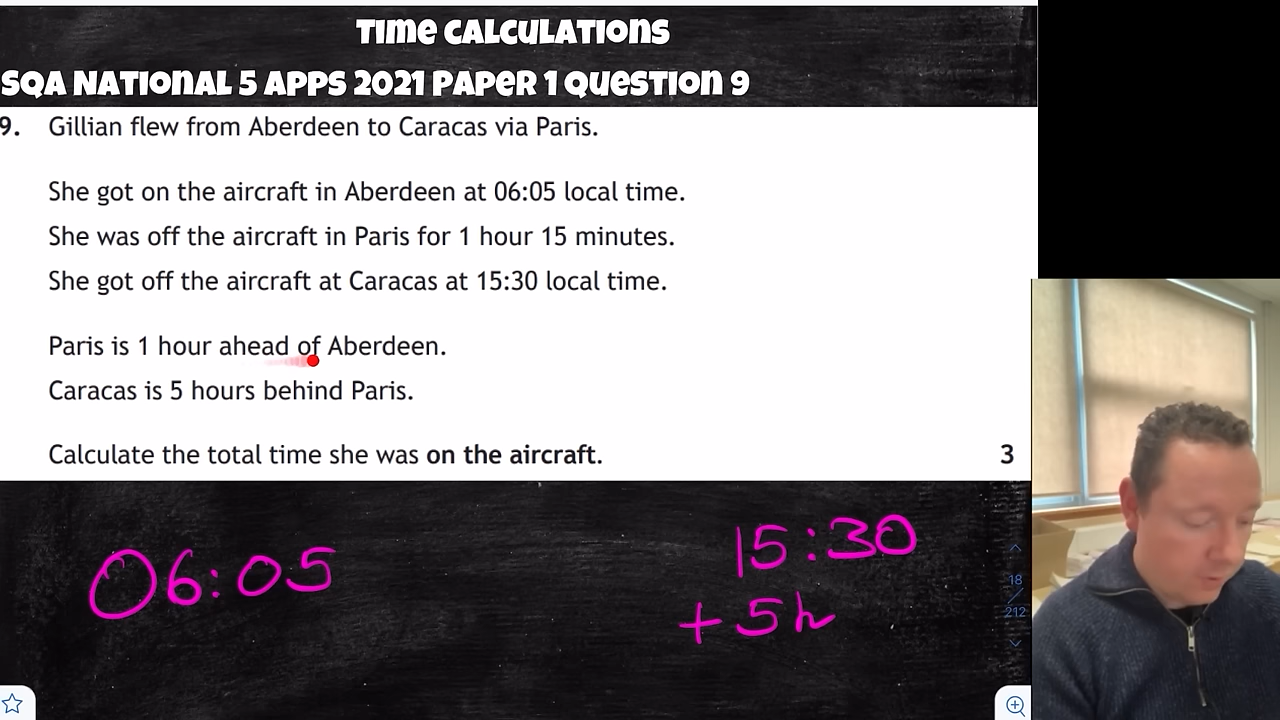 Time Calculations
SQA National 5 Apps 2021 Paper 1 Question 9
9. Gillian flew from Aberdeen to Caracas via Paris.
She got on the aircraft in Aberdeen at 06:05 local time.
She was off the aircraft in Paris for 1 hour 15 minutes.
She got off the aircraft at Caracas at 15:30 local time.
Paris is 1 hour ahead of Aberdeen.
Caracas is 5 hours behind Paris.
Calculate the total time she was on the aircraft. 3
06:05
15:30
+ 5h
18
212